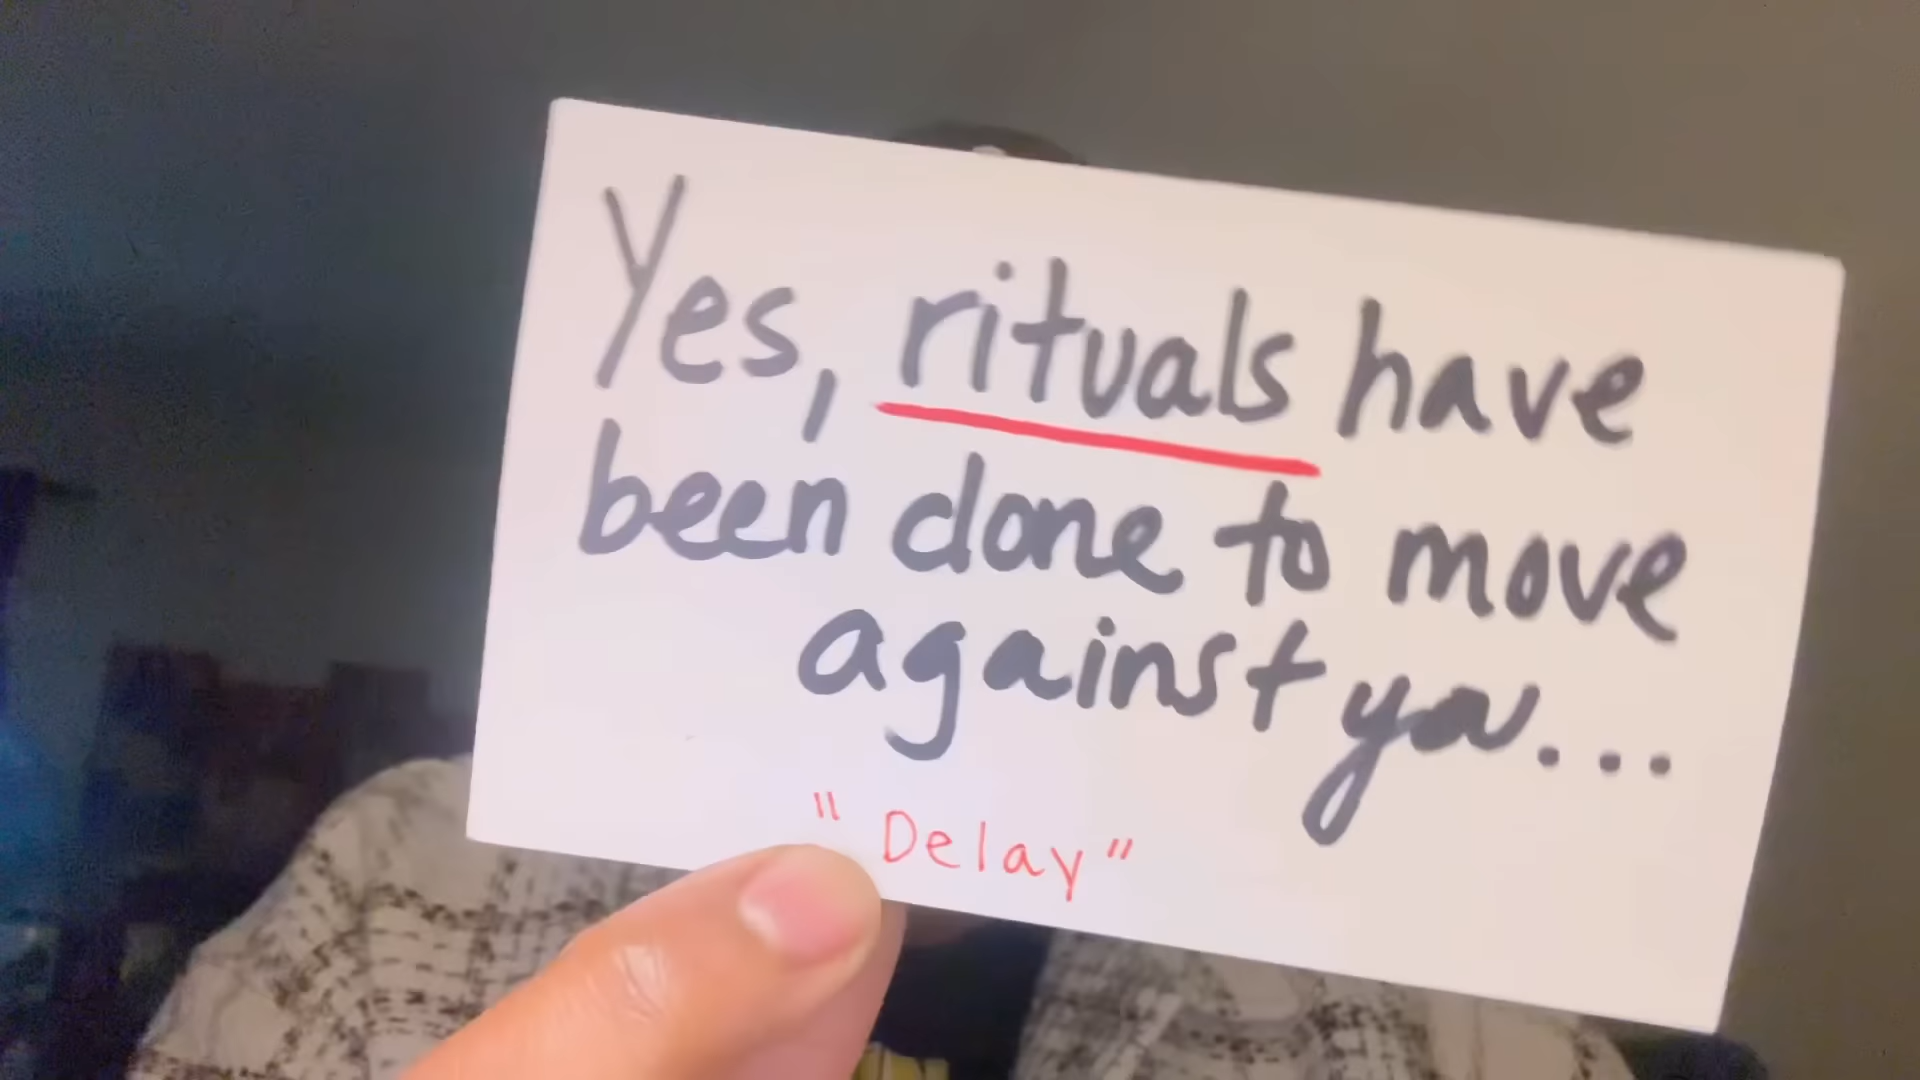 Yes, rituals have
been done to move
against you...
" Delay "